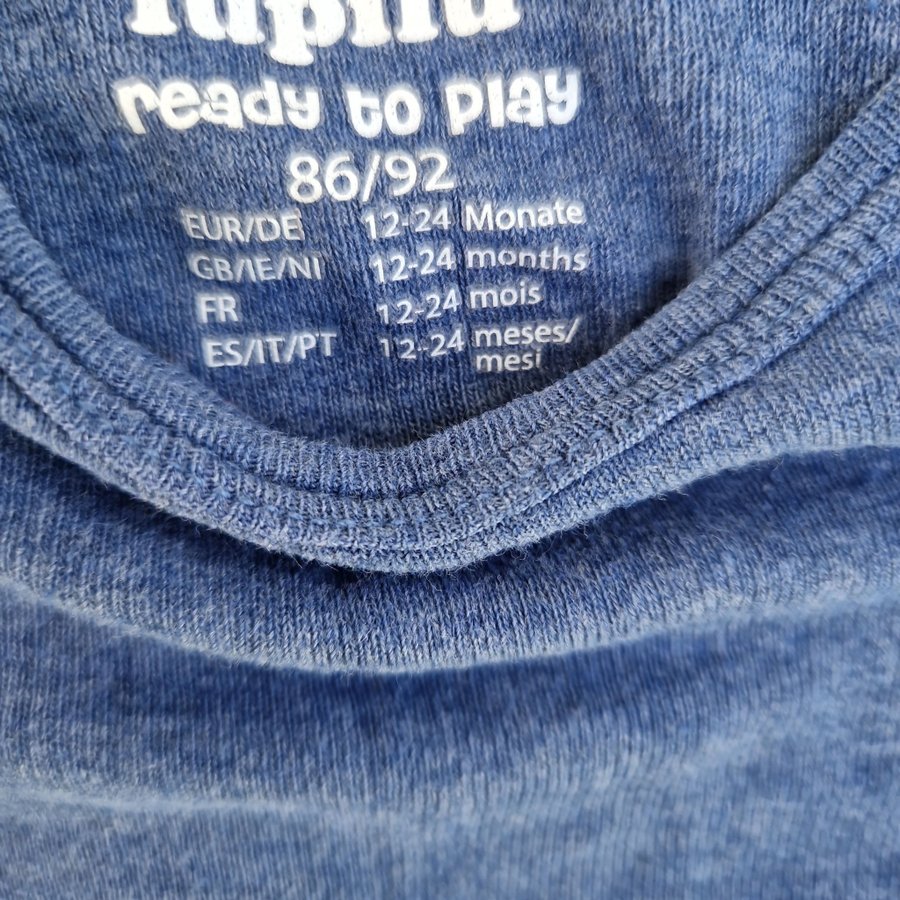 lupilu
ready to play
86/92
EUR/DE 12-24 Monate
GB/IE/NI 12-24 months
FR 12-24 mois
ES/IT/PT 12-24 meses/
mesi